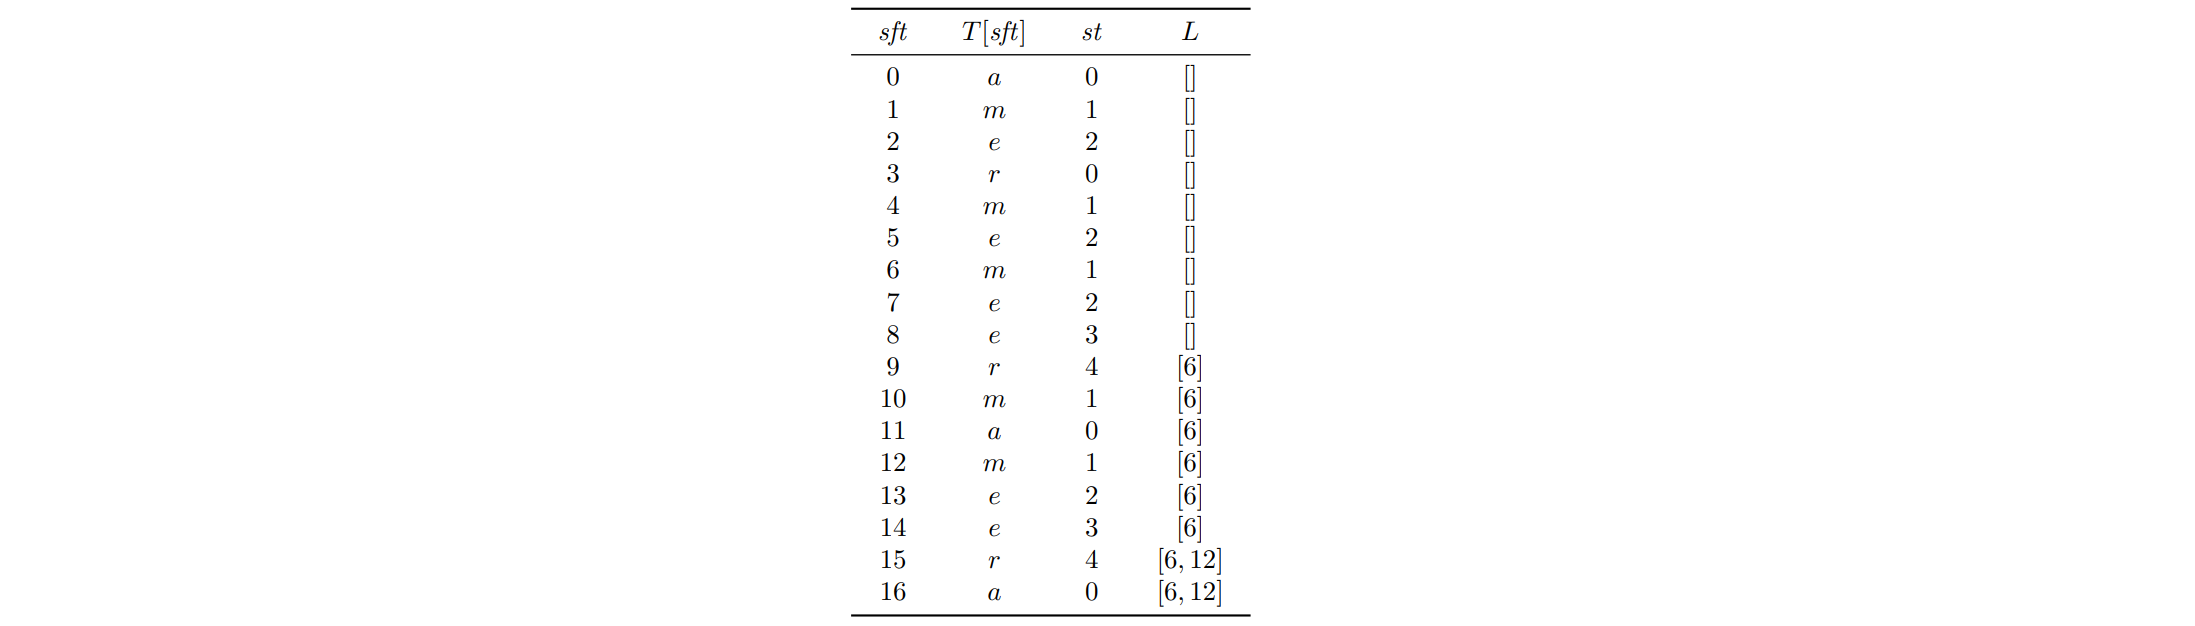 sft T[sft] st L
0 a 0 []
1 m 1 []
2 e 2 []
3 r 0 []
4 m 1 []
5 e 2 []
6 m 1 []
7 e 2 []
8 e 3 []
9 r 4 [6]
10 m 1 [6]
11 a 0 [6]
12 m 1 [6]
13 e 2 [6]
14 e 3 [6]
15 r 4 [6, 12]
16 a 0 [6, 12]